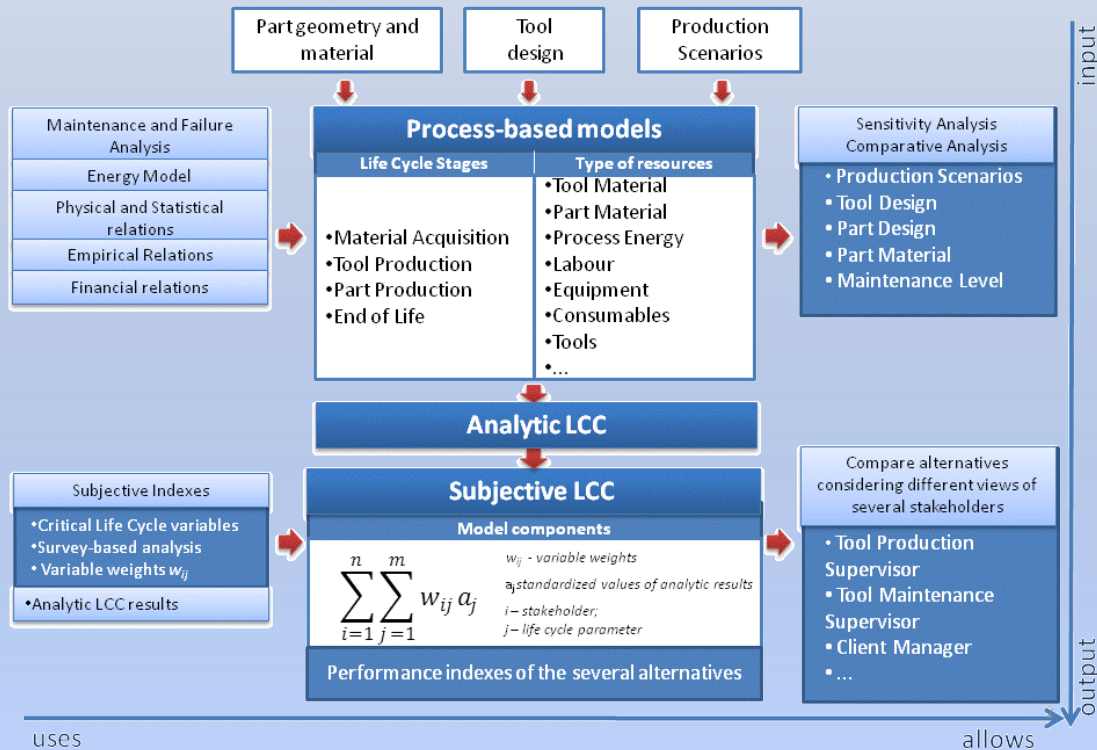 Part geometry and
material
Tool
design
Production
Scenarios
input
Maintenance and Failure
Analysis
Energy Model
Physical and Statistical
relations
Empirical Relations
Financial relations
Process-based models
Life Cycle Stages
Type of resources
•Material Acquisition
•Tool Production
•Part Production
•End of Life
•Tool Material
•Part Material
•Process Energy
•Labour
•Equipment
•Consumables
•Tools
•...
Sensitivity Analysis
Comparative Analysis
• Production Scenarios
• Tool Design
• Part Design
• Part Material
• Maintenance Level
Analytic LCC
Subjective Indexes
•Critical Life Cycle variables
•Survey-based analysis
• Variable weights wij
•Analytic LCC results
Subjective LCC
Model components
n m
∑ ∑ wij aj
i=1 j=1
wij - variable weights
aj standardized values of analytic results
i – stakeholder;
j – life cycle parameter
Performance indexes of the several alternatives
Compare alternatives
considering different views of
several stakeholders
• Tool Production
Supervisor
• Tool Maintenance
Supervisor
• Client Manager
• ...
output
uses
allows